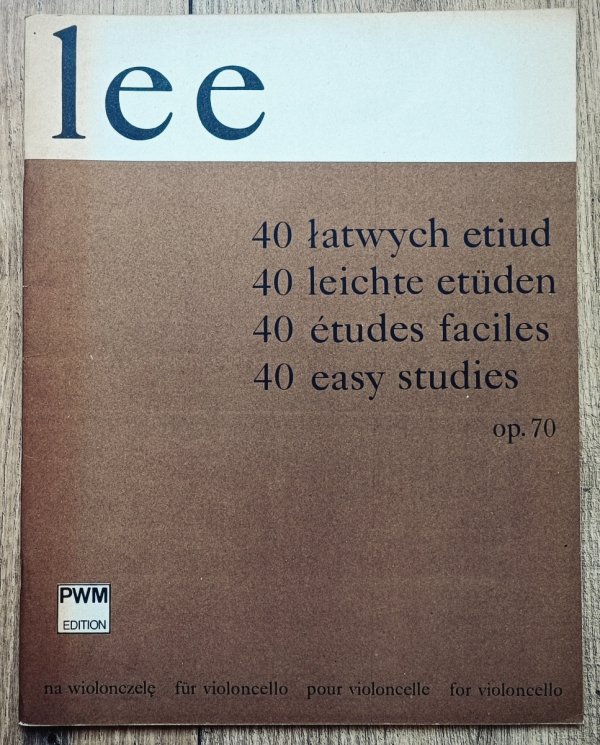 lee
40 łatwych etiud
40 leichte etüden
40 études faciles
40 easy studies
op. 70
PWM
EDITION
na wiolonczelę für violoncello pour violoncelle for violoncello